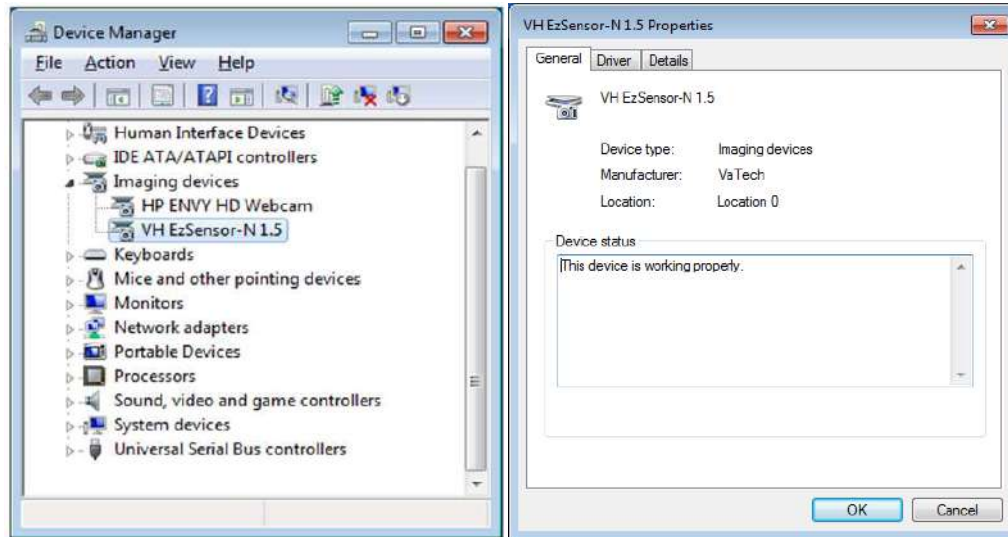 Device Manager
File Action View Help
Human Interface Devices
IDE ATA/ATAPI controllers
Imaging devices
HP ENVY HD Webcam
VH EzSensor-N 1.5
Keyboards
Mice and other pointing devices
Monitors
Network adapters
Portable Devices
Processors
Sound, video and game controllers
System devices
Universal Serial Bus controllers
VH EzSensor-N 1.5 Properties
General Driver Details
VH EzSensor-N 1.5
Device type: Imaging devices
Manufacturer: VaTech
Location: Location 0
Device status
This device is working properly.
OK Cancel